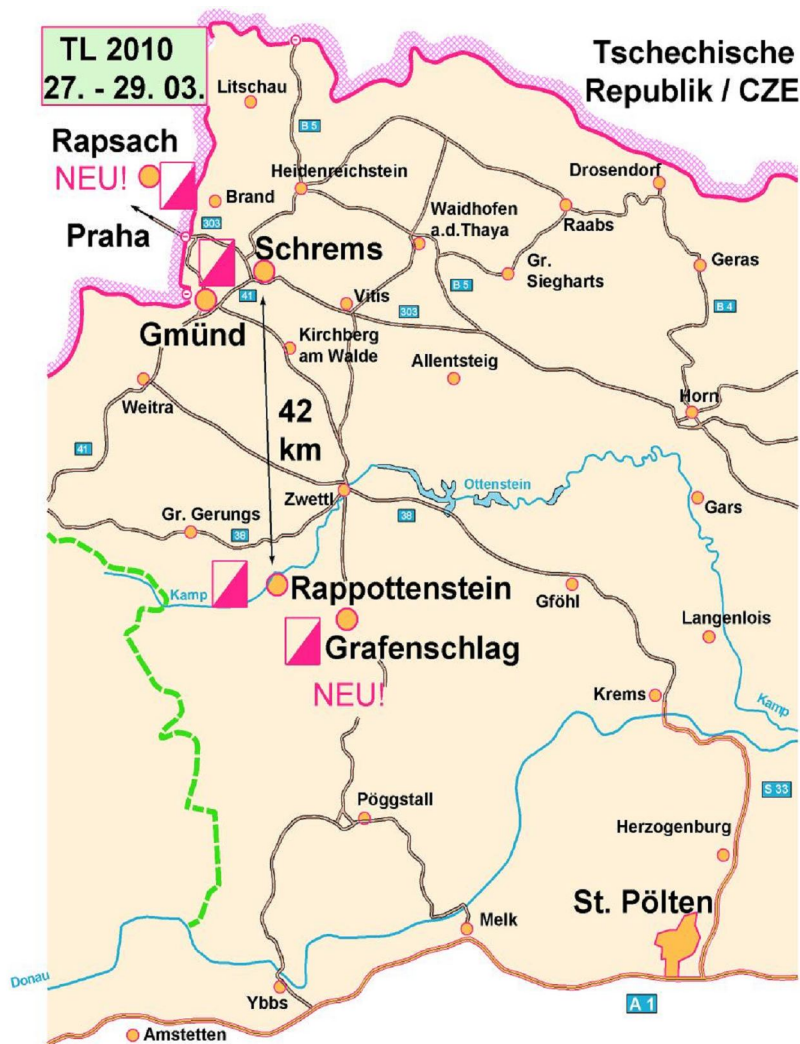 TL 2010
27. - 29. 03.
Tschechische
Republik / CZE
Litschau
B 5
Rapsach
NEU!
Heidenreichstein
Drosendorf
Brand
303
Praha
Waidhofen
a.d.Thaya
Raabs
Schrems
Gr.
Siegharts
Geras
B 5
41
Vitis
303
B 4
Gmünd
Kirchberg
am Walde
Allentsteig
Weitra
Horn
42
km
41
Ottenstein
Zwettl
Gr. Gerungs
38
38
Gars
Kamp
Rappottenstein
Gföhl
Langenlois
Grafenschlag
NEU!
Krems
Kamp
Pöggstall
S 33
Herzogenburg
St. Pölten
Melk
Donau
Ybbs
A 1
Amstetten